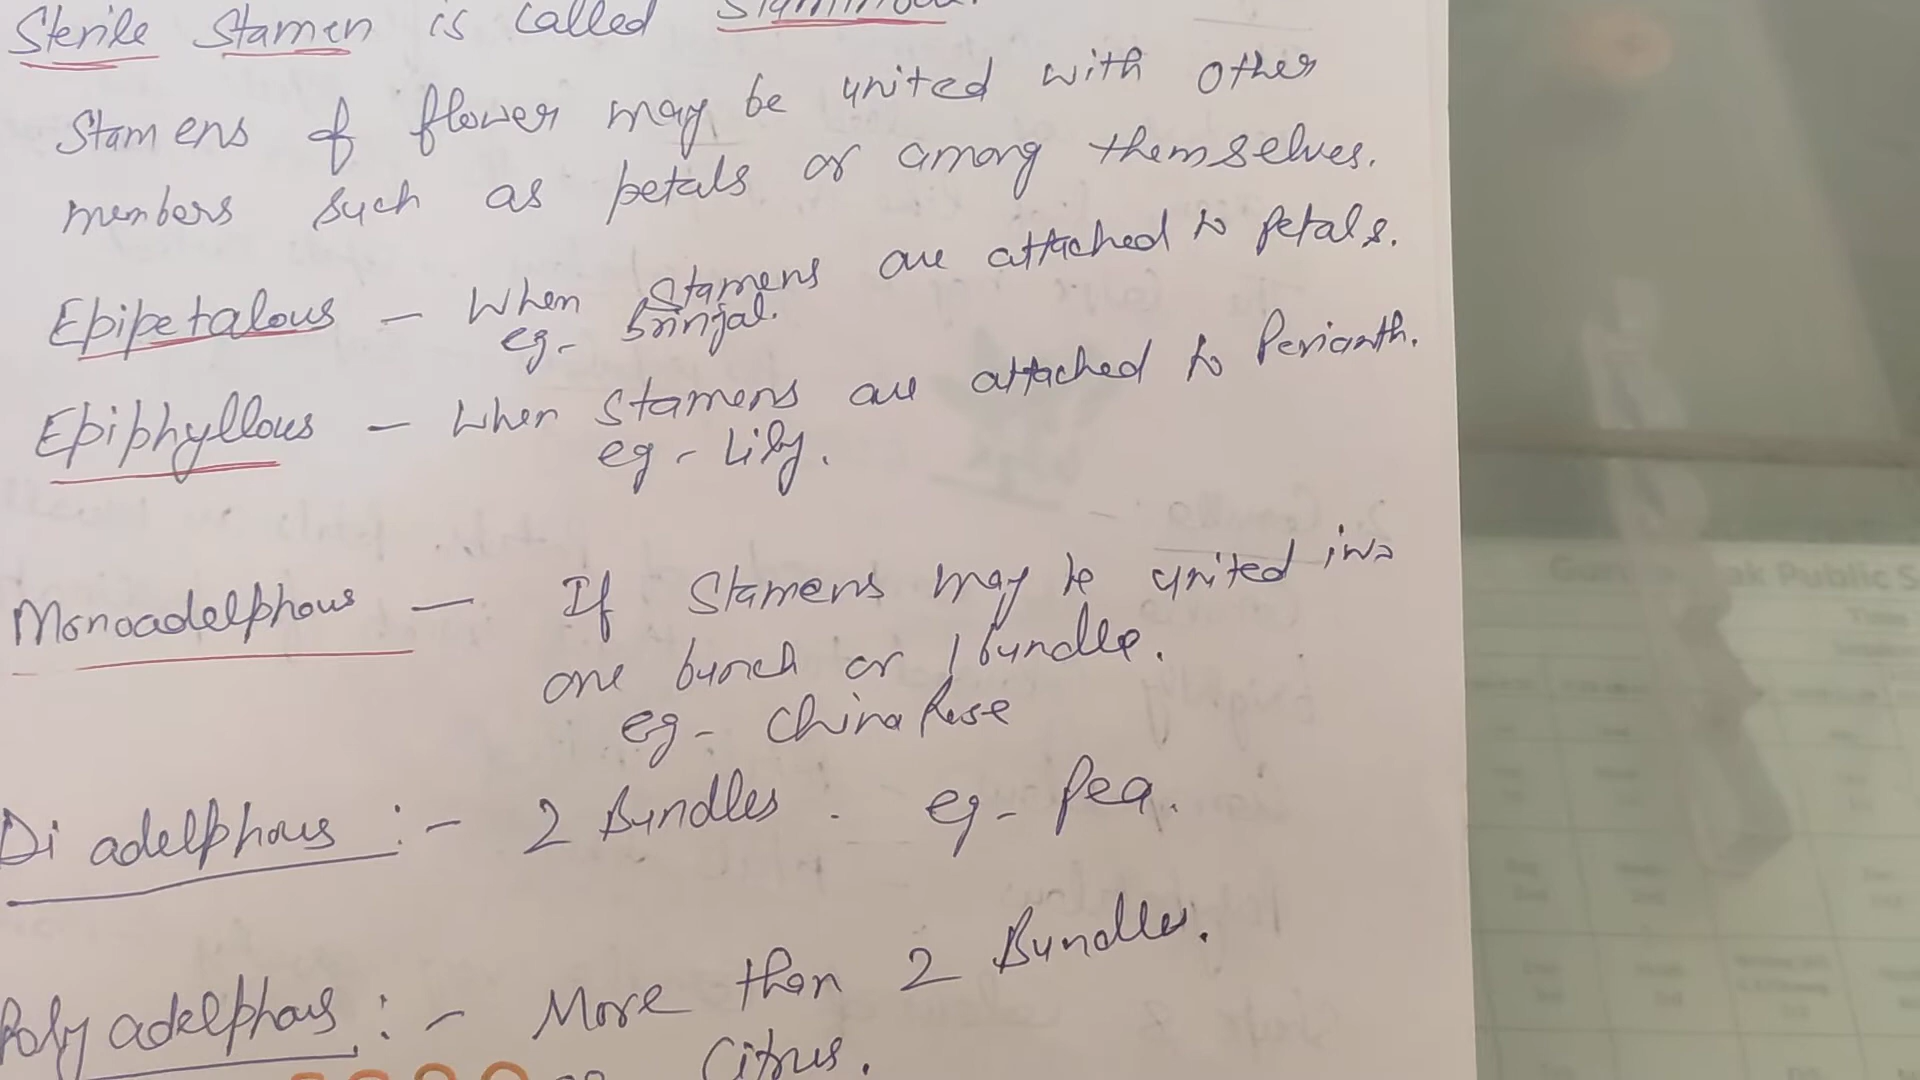 Sterile Stamen is called
Stamens of flower may be united with other
members such as petals or among themselves.
Epipetalous - When Stamens are attached to petals.
eg- brinjal.
Epiphyllous - When Stamens are attached to Perianth.
eg - Lily.
Monoadelphous - If Stamens may be united into
one bunch or 1 bundle.
eg- China Rose
Di adelphous :- 2 Bundles. eg- Pea.
Poly adelphous :- More than 2 Bundles.
Citrus.
Public S